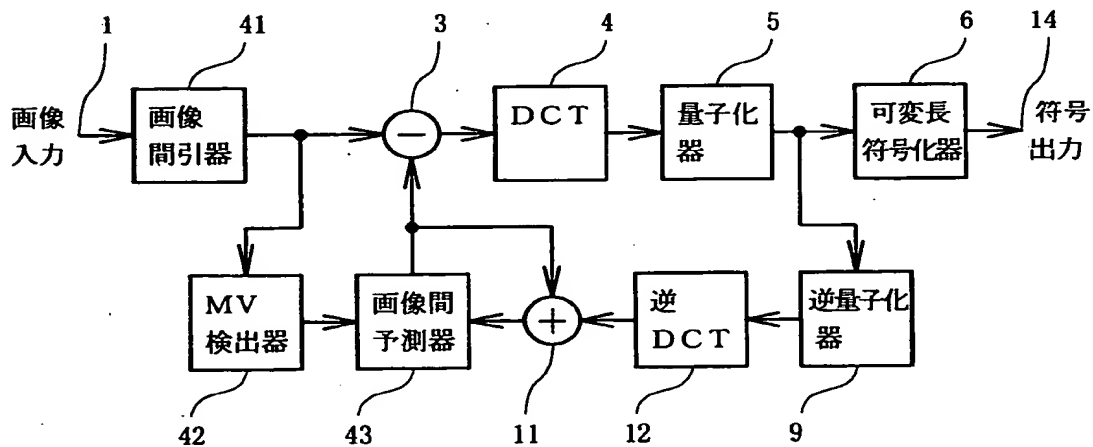 1
41
3
4
5
6
14
画像
入力
画像
間引器
−
DCT
量子化
器
可変長
符号化器
符号
出力
MV
検出器
画像間
予測器
+
逆
DCT
逆量子化
器
42
43
11
12
9